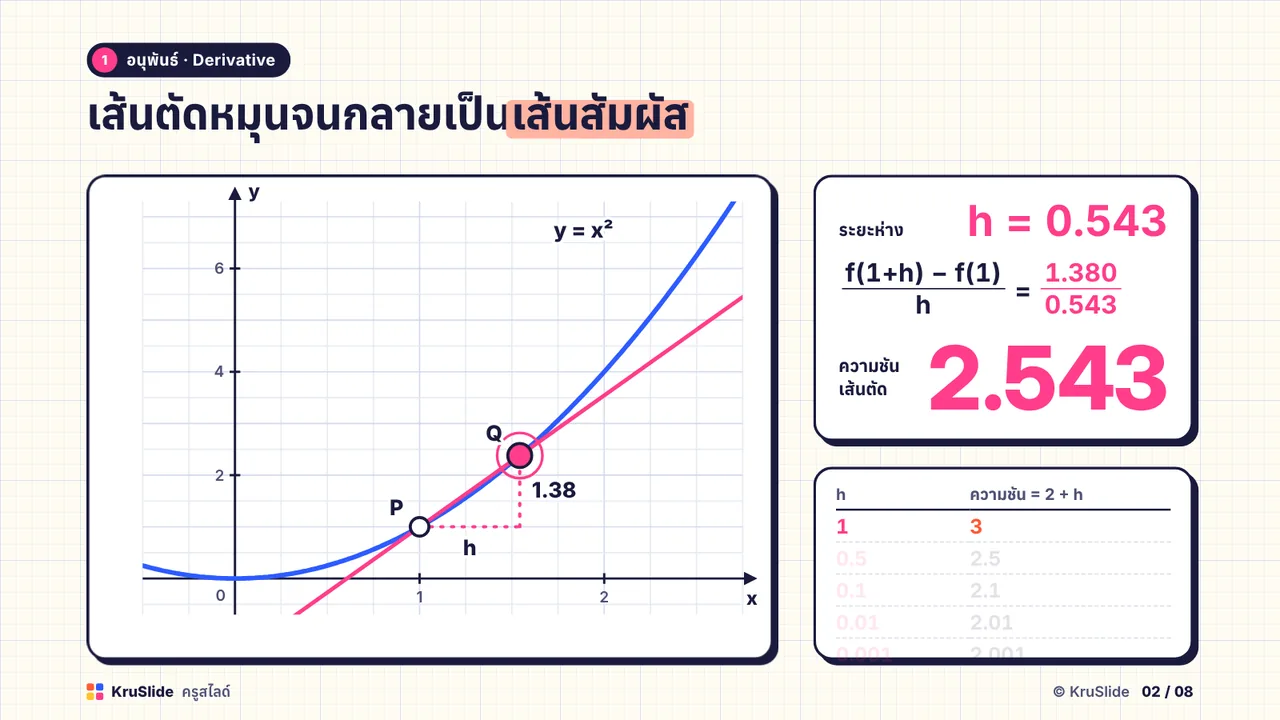 1 อนุพันธ์ · Derivative
เส้นตัดหมุนจนกลายเป็นเส้นสัมผัส
y
y = x²
6
4
2
Q
1.38
P
h
0
1
2
x
ระยะห่าง h = 0.543
f(1+h) − f(1)
h
=
1.380
0.543
ความชัน
เส้นตัด
2.543
h ความชัน = 2 + h
1 3
0.5 2.5
0.1 2.1
0.01 2.01
0.001 2.001
KruSlide ครูสไลด์
© KruSlide 02 / 08